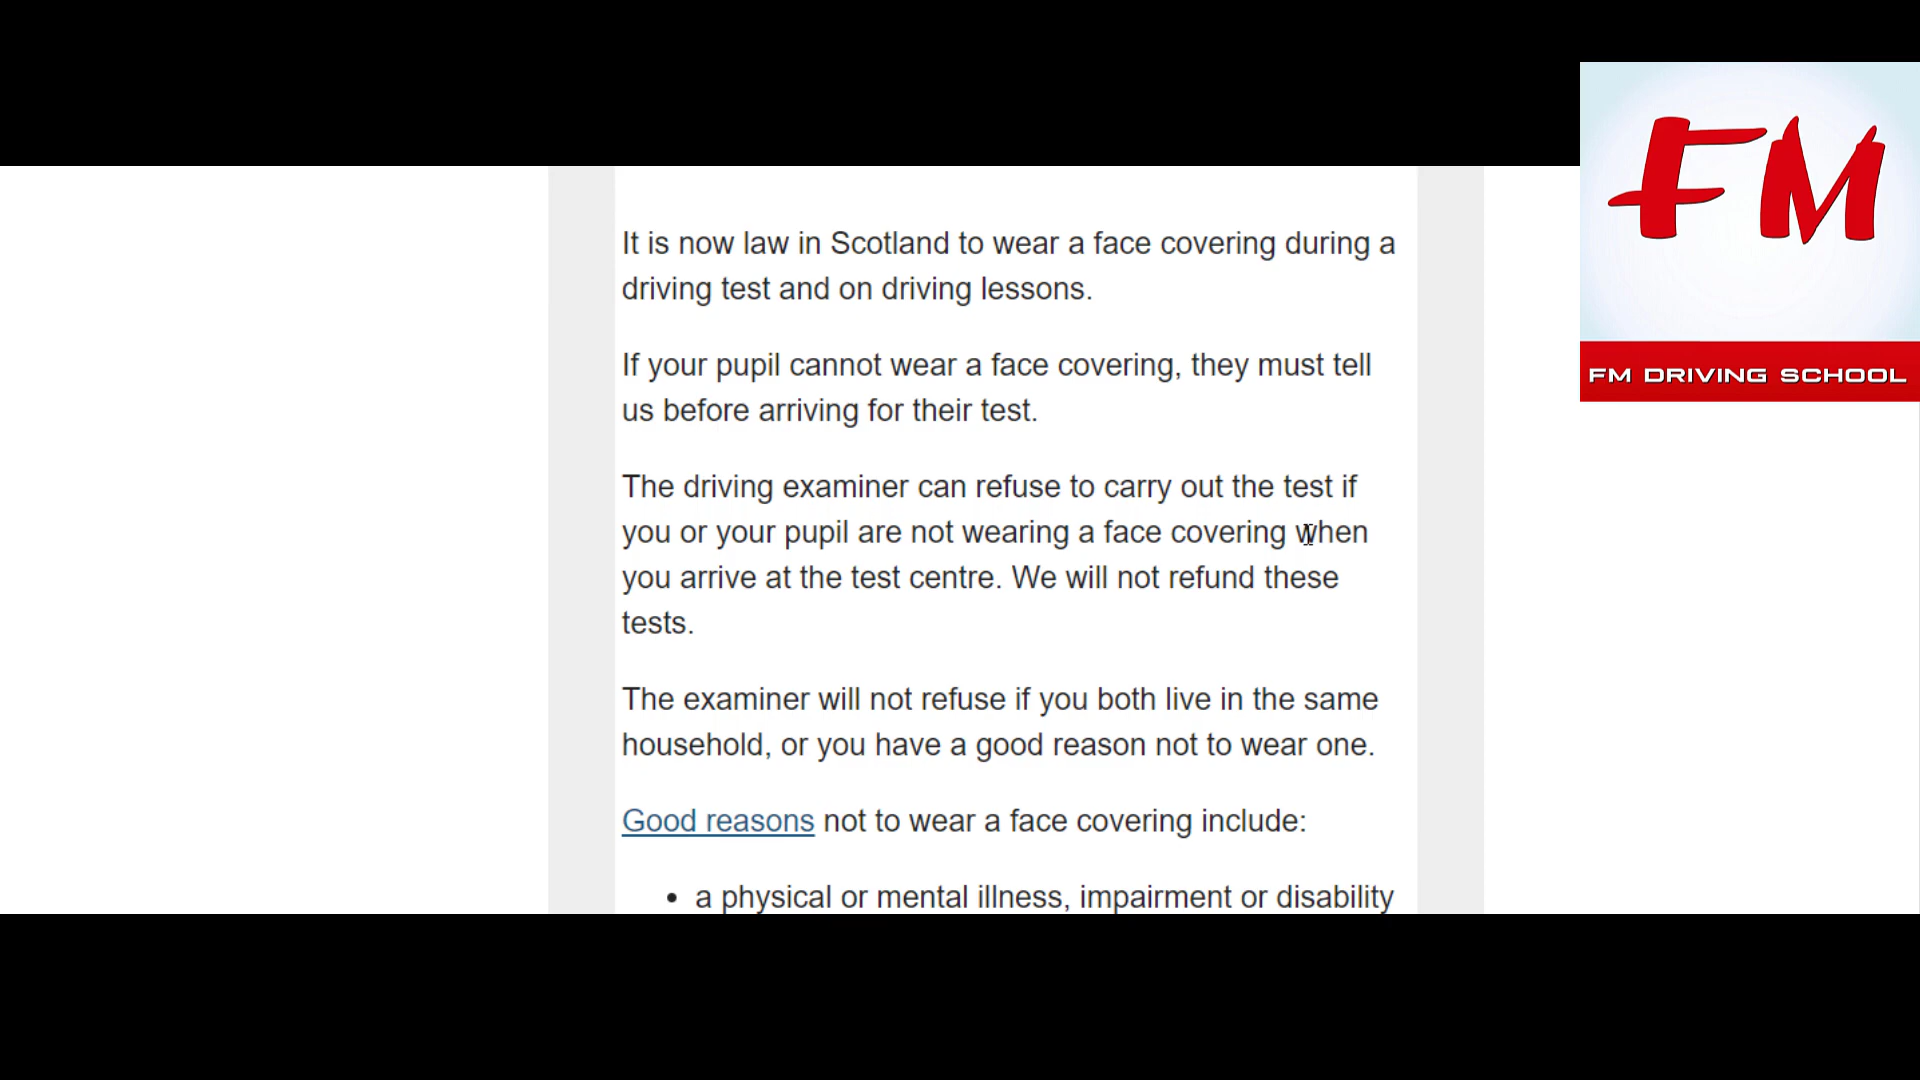 It is now law in Scotland to wear a face covering during a
driving test and on driving lessons.
If your pupil cannot wear a face covering, they must tell
us before arriving for their test.
The driving examiner can refuse to carry out the test if
you or your pupil are not wearing a face covering when
you arrive at the test centre. We will not refund these
tests.
The examiner will not refuse if you both live in the same
household, or you have a good reason not to wear one.
Good reasons not to wear a face covering include:
• a physical or mental illness, impairment or disability
FM
FM DRIVING SCHOOL